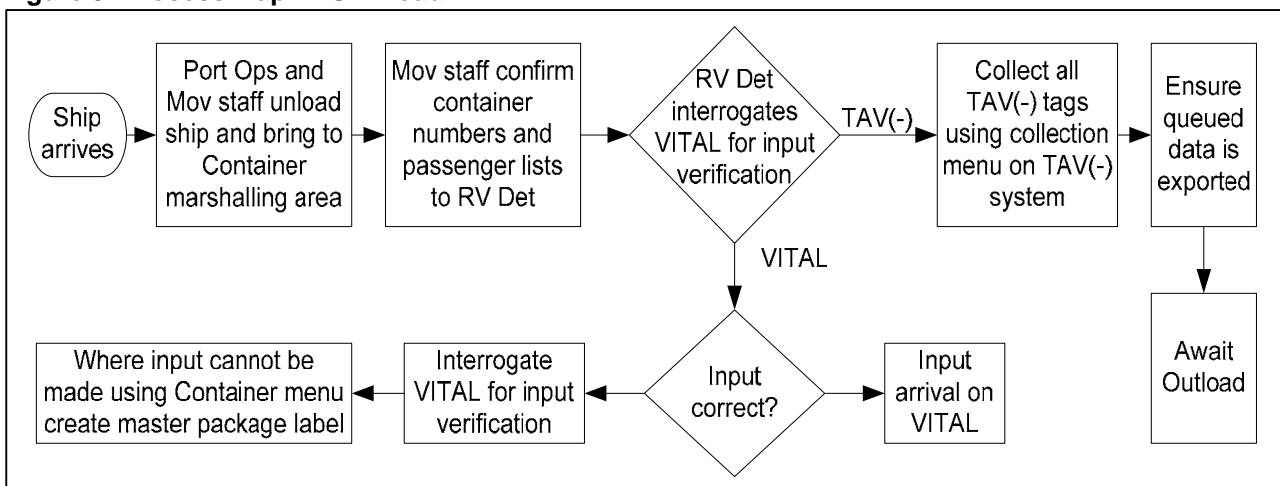 Ship
arrives
Port Ops and
Mov staff unload
ship and bring to
Container
marshalling area
Mov staff confirm
container
numbers and
passenger lists
to RV Det
RV Det
interrogates
VITAL for input
verification
TAV(-)
Collect all
TAV(-) tags
using collection
menu on TAV(-)
system
Ensure
queued
data is
exported
VITAL
Where input cannot be
made using Container menu
create master package label
Interrogate
VITAL for input
verification
Input
correct?
Input
arrival on
VITAL
Await
Outload